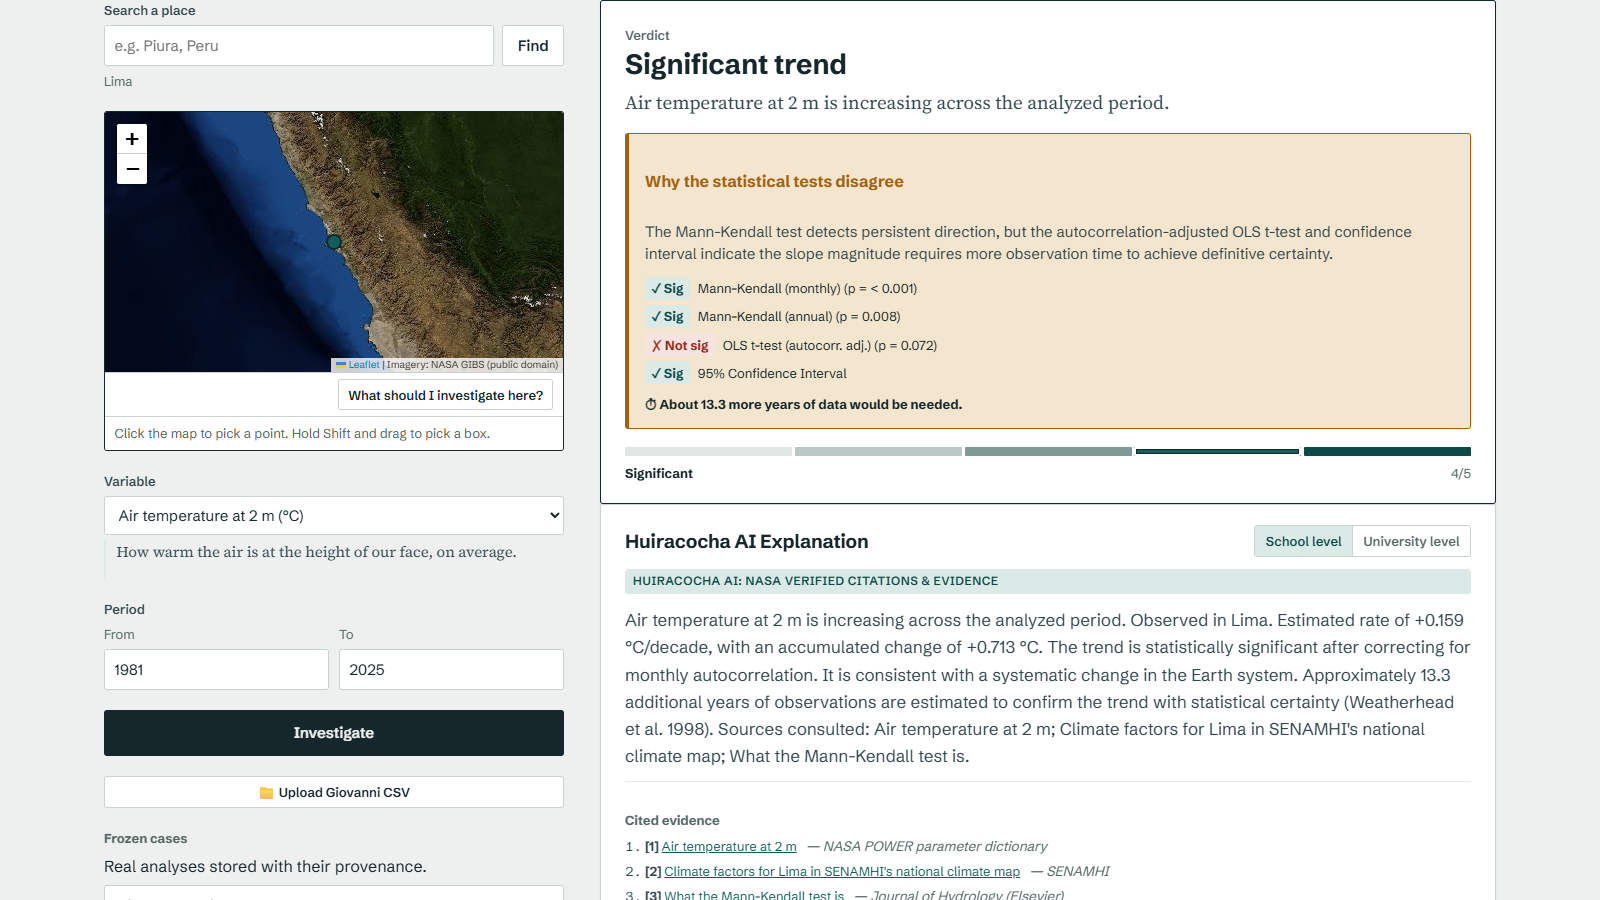 Search a place
e.g. Piura, Peru
Find
Lima
+
−
Leaflet | Imagery: NASA GIBS (public domain)
What should I investigate here?
Click the map to pick a point. Hold Shift and drag to pick a box.
Variable
Air temperature at 2 m (°C)
How warm the air is at the height of our face, on average.
Period
From
To
1981
2025
Investigate
Upload Giovanni CSV
Frozen cases
Real analyses stored with their provenance.
Verdict
Significant trend
Air temperature at 2 m is increasing across the analyzed period.
Why the statistical tests disagree
The Mann-Kendall test detects persistent direction, but the autocorrelation-adjusted OLS t-test and confidence
interval indicate the slope magnitude requires more observation time to achieve definitive certainty.
✓ Sig Mann-Kendall (monthly) (p = < 0.001)
✓ Sig Mann-Kendall (annual) (p = 0.008)
✗ Not sig OLS t-test (autocorr. adj.) (p = 0.072)
✓ Sig 95% Confidence Interval
⏱ About 13.3 more years of data would be needed.
Significant
4/5
Huiracocha AI Explanation
School level
University level
HUIRACOCHA AI: NASA VERIFIED CITATIONS & EVIDENCE
Air temperature at 2 m is increasing across the analyzed period. Observed in Lima. Estimated rate of +0.159
°C/decade, with an accumulated change of +0.713 °C. The trend is statistically significant after correcting for
monthly autocorrelation. It is consistent with a systematic change in the Earth system. Approximately 13.3
additional years of observations are estimated to confirm the trend with statistical certainty (Weatherhead
et al. 1998). Sources consulted: Air temperature at 2 m; Climate factors for Lima in SENAMHI's national
climate map; What the Mann-Kendall test is.
Cited evidence
1. [1] Air temperature at 2 m — NASA POWER parameter dictionary
2. [2] Climate factors for Lima in SENAMHI's national climate map — SENAMHI
3. [3] What the Mann-Kendall test is — Journal of Hydrology (Elsevier)